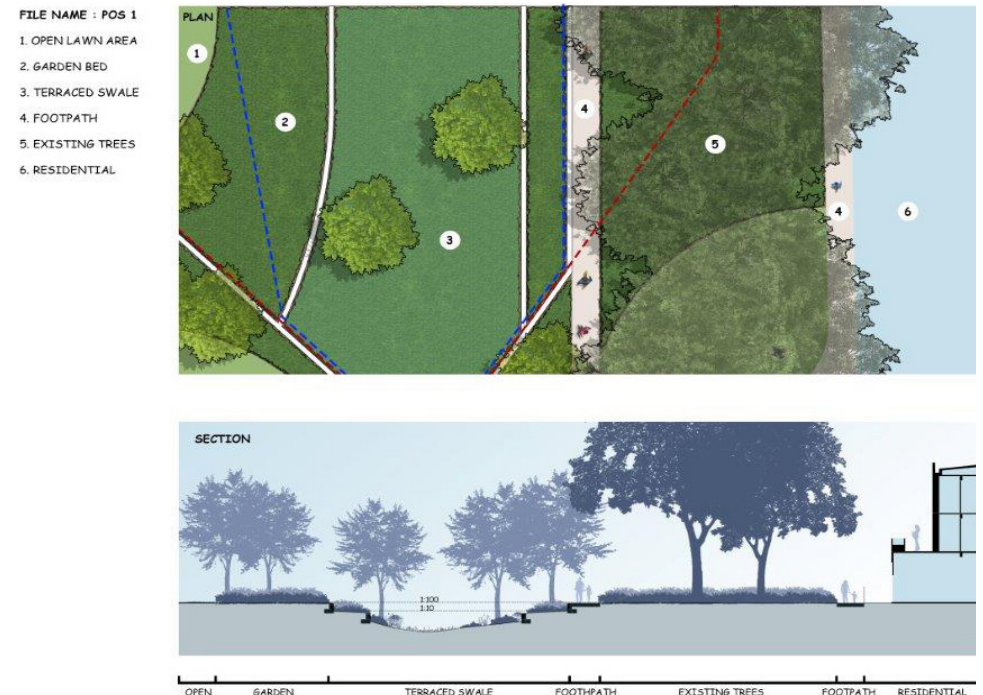 FILE NAME : POS 1
1. OPEN LAWN AREA
2. GARDEN BED
3. TERRACED SWALE
4. FOOTPATH
5. EXISTING TREES
6. RESIDENTIAL
PLAN
1
2
3
4
5
4
6
SECTION
1:100
1:10
OPEN GARDEN TERRACED SWALE FOOTHPATH EXISTING TREES FOOTPATH RESIDENTIAL